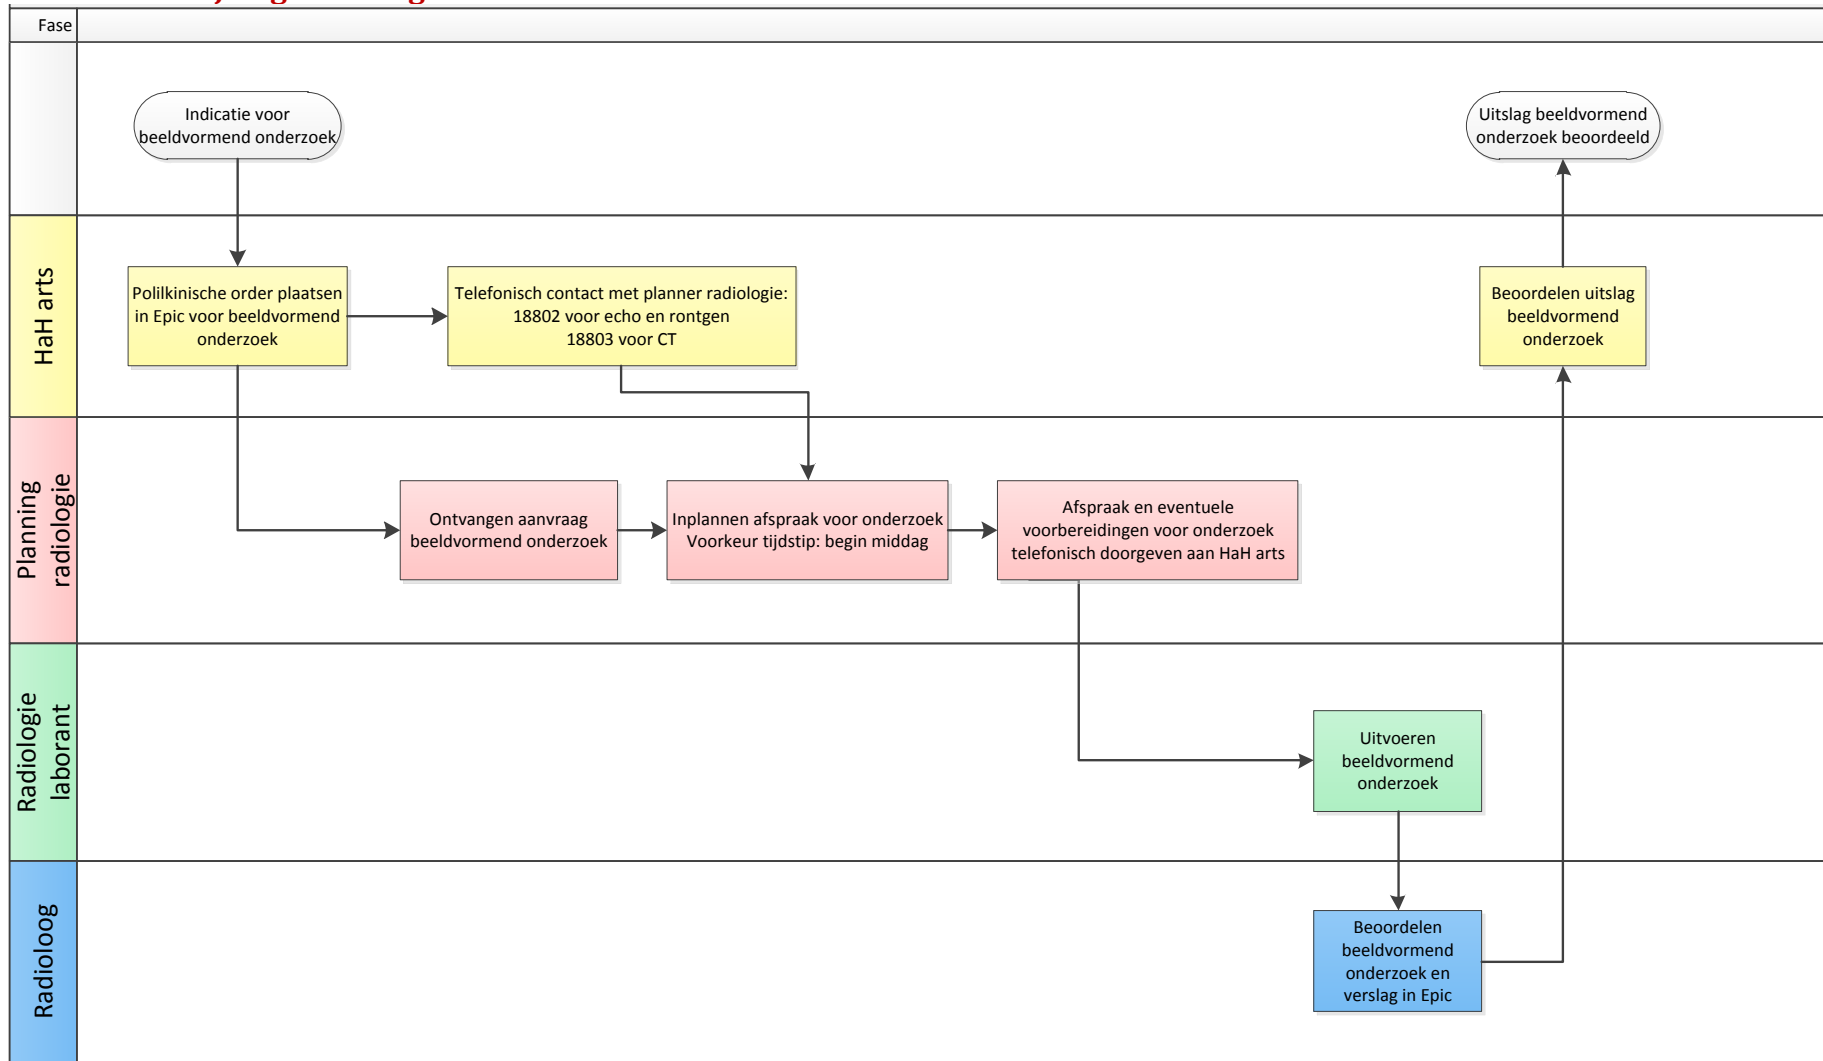 Fase
Indicatie voor
beeldvormend onderzoek
Uitslag beeldvormend
onderzoek beoordeeld
HaH arts
Polilkinische order plaatsen
in Epic voor beeldvormend
onderzoek
Telefonisch contact met planner radiologie:
18802 voor echo en rontgen
18803 voor CT
Beoordelen uitslag
beeldvormend
onderzoek
Planning
radiologie
Ontvangen aanvraag
beeldvormend onderzoek
Inplannen afspraak voor onderzoek
Voorkeur tijdstip: begin middag
Afspraak en eventuele
voorbereidingen voor onderzoek
telefonisch doorgeven aan HaH arts
Radiologie
laborant
Uitvoeren
beeldvormend
onderzoek
Radioloog
Beoordelen
beeldvormend
onderzoek en
verslag in Epic